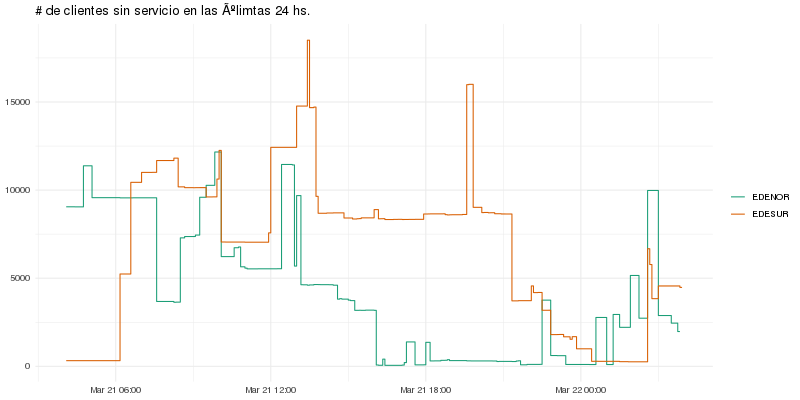 # de clientes sin servicio en las Ãºlimtas 24 hs.
15000
10000
5000
0
Mar 21 06:00
Mar 21 12:00
Mar 21 18:00
Mar 22 00:00
EDENOR
EDESUR